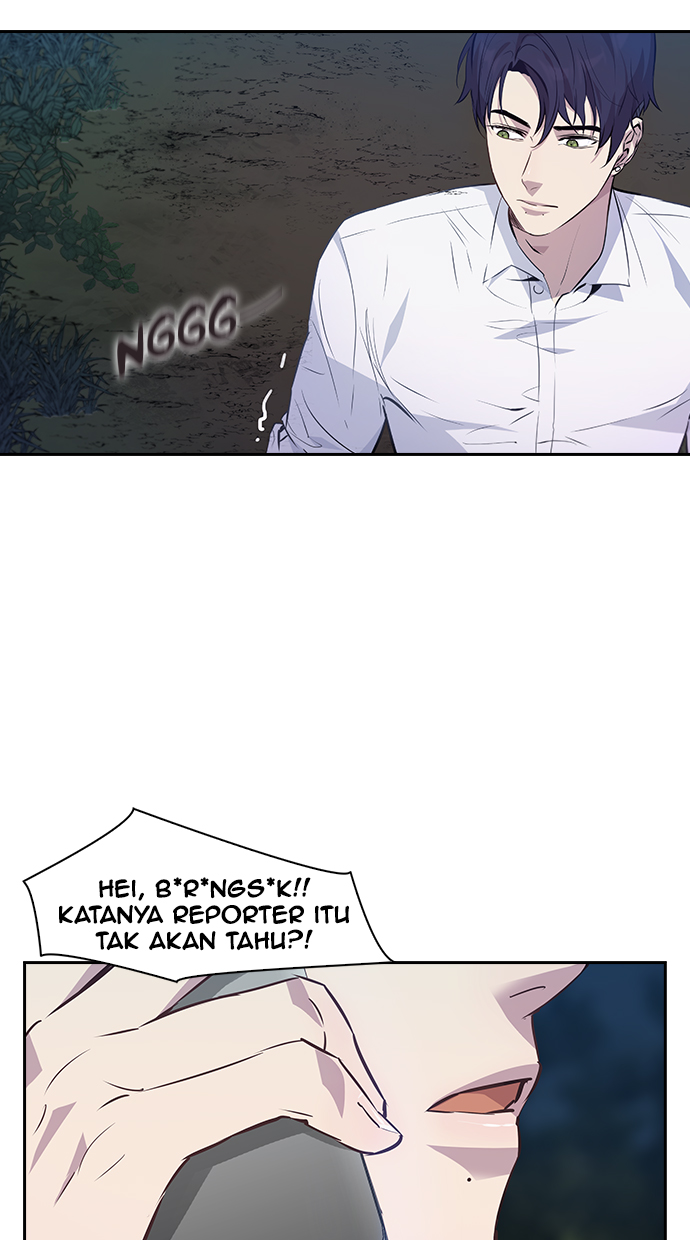 NGGG
HEI, B*R*NGS*K!!
KATANYA REPORTER ITU
TAK AKAN TAHU?!